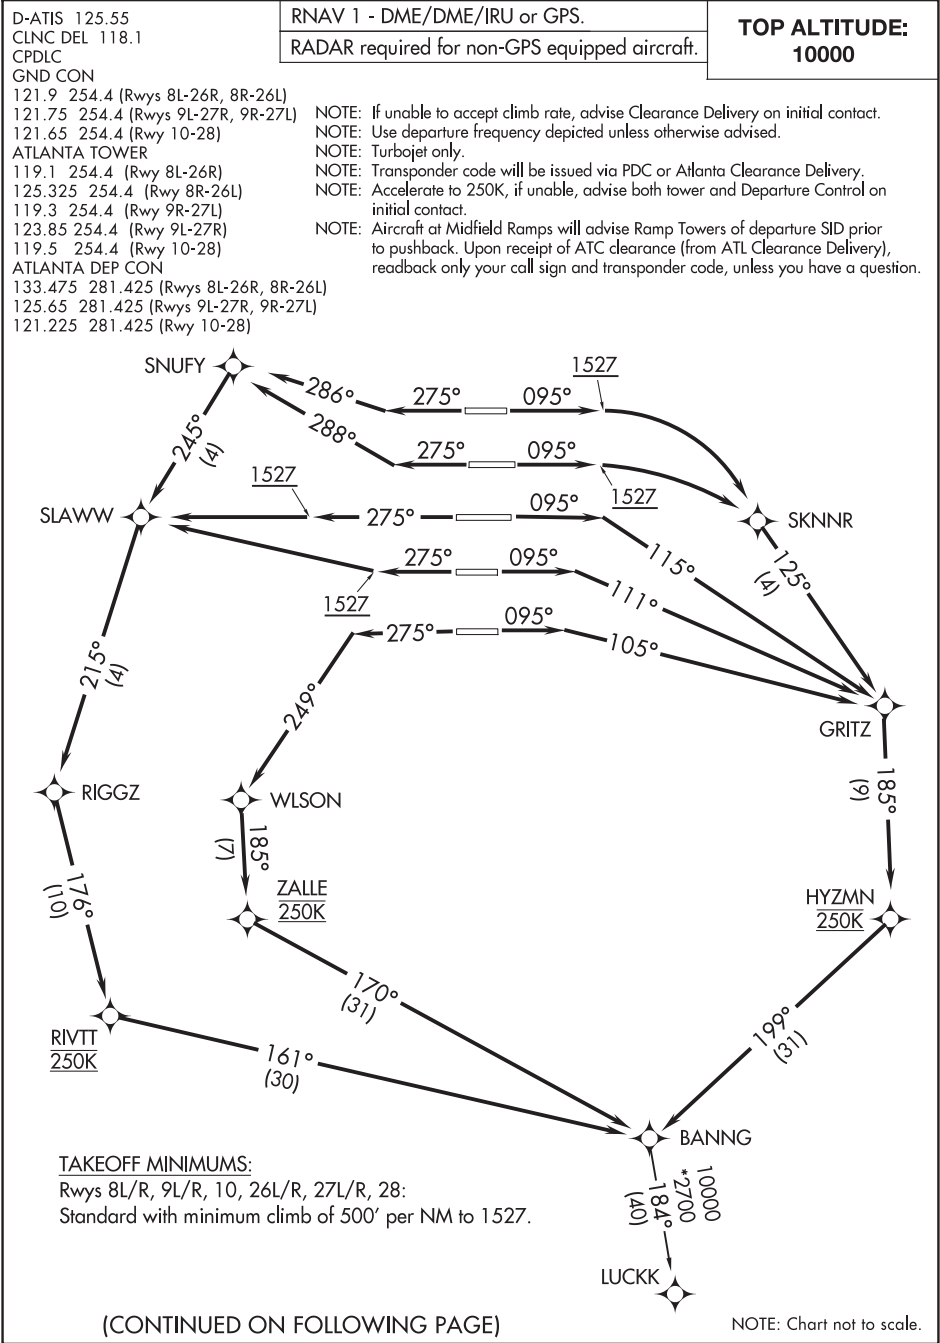 D-ATIS 125.55
CLNC DEL 118.1
CPDLC
GND CON
121.9 254.4 (Rwys 8L-26R, 8R-26L)
121.75 254.4 (Rwys 9L-27R, 9R-27L)
121.65 254.4 (Rwy 10-28)
ATLANTA TOWER
119.1 254.4 (Rwy 8L-26R)
125.325 254.4 (Rwy 8R-26L)
119.3 254.4 (Rwy 9R-27L)
123.85 254.4 (Rwy 9L-27R)
119.5 254.4 (Rwy 10-28)
ATLANTA DEP CON
133.475 281.425 (Rwys 8L-26R, 8R-26L)
125.65 281.425 (Rwys 9L-27R, 9R-27L)
121.225 281.425 (Rwy 10-28)
RNAV 1 - DME/DME/IRU or GPS.
RADAR required for non-GPS equipped aircraft.
TOP ALTITUDE:
10000
NOTE: If unable to accept climb rate, advise Clearance Delivery on initial contact.
NOTE: Use departure frequency depicted unless otherwise advised.
NOTE: Turbojet only.
NOTE: Transponder code will be issued via PDC or Atlanta Clearance Delivery.
NOTE: Accelerate to 250K, if unable, advise both tower and Departure Control on
initial contact.
NOTE: Aircraft at Midfield Ramps will advise Ramp Towers of departure SID prior
to pushback. Upon receipt of ATC clearance (from ATL Clearance Delivery),
readback only your call sign and transponder code, unless you have a question.
SNUFY
286°
275°
095°
1527
288°
275°
095°
1527
245°
(4)
1527
SLAWW
275°
095°
SKNNR
115°
125°
(4)
275°
095°
1527
111°
275°
095°
105°
215°
(4)
249°
GRITZ
185°
(9)
RIGGZ
WLSON
185°
(7)
176°
(10)
ZALLE
250K
HYZMN
250K
170°
(31)
199°
(31)
RIVTT
250K
161°
(30)
BANNG
10000
*2700
184°
(40)
LUCKK
TAKEOFF MINIMUMS:
Rwys 8L/R, 9L/R, 10, 26L/R, 27L/R, 28:
Standard with minimum climb of 500' per NM to 1527.
(CONTINUED ON FOLLOWING PAGE)
NOTE: Chart not to scale.